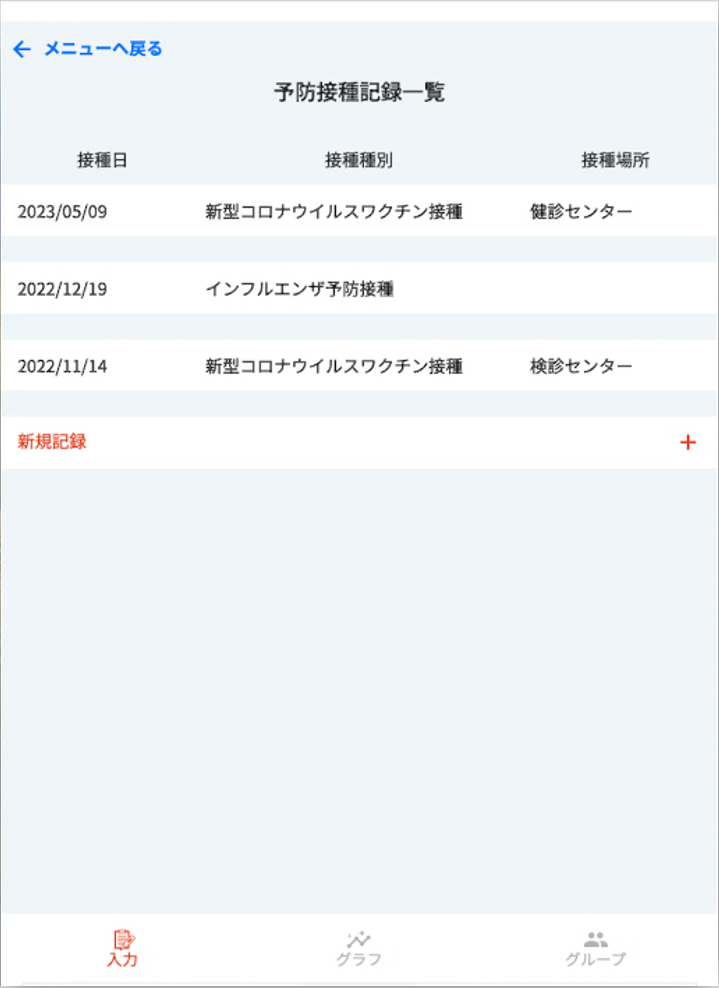 メニューへ戻る
予防接種記録一覧
接種日 接種種別 接種場所
2023/05/09 新型コロナウイルスワクチン接種 健診センター
2022/12/19 インフルエンザ予防接種
2022/11/14 新型コロナウイルスワクチン接種 検診センター
新規記録 +
入力 グラフ グループ